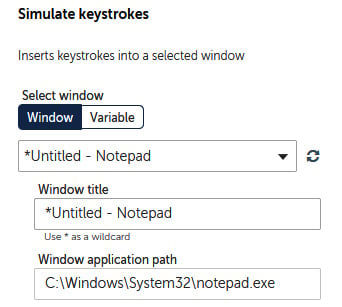 Simulate keystrokes
Inserts keystrokes into a selected window
Select window
Window Variable
*Untitled - Notepad
Window title
*Untitled - Notepad
Use * as a wildcard
Window application path
C:\Windows\System32\notepad.exe